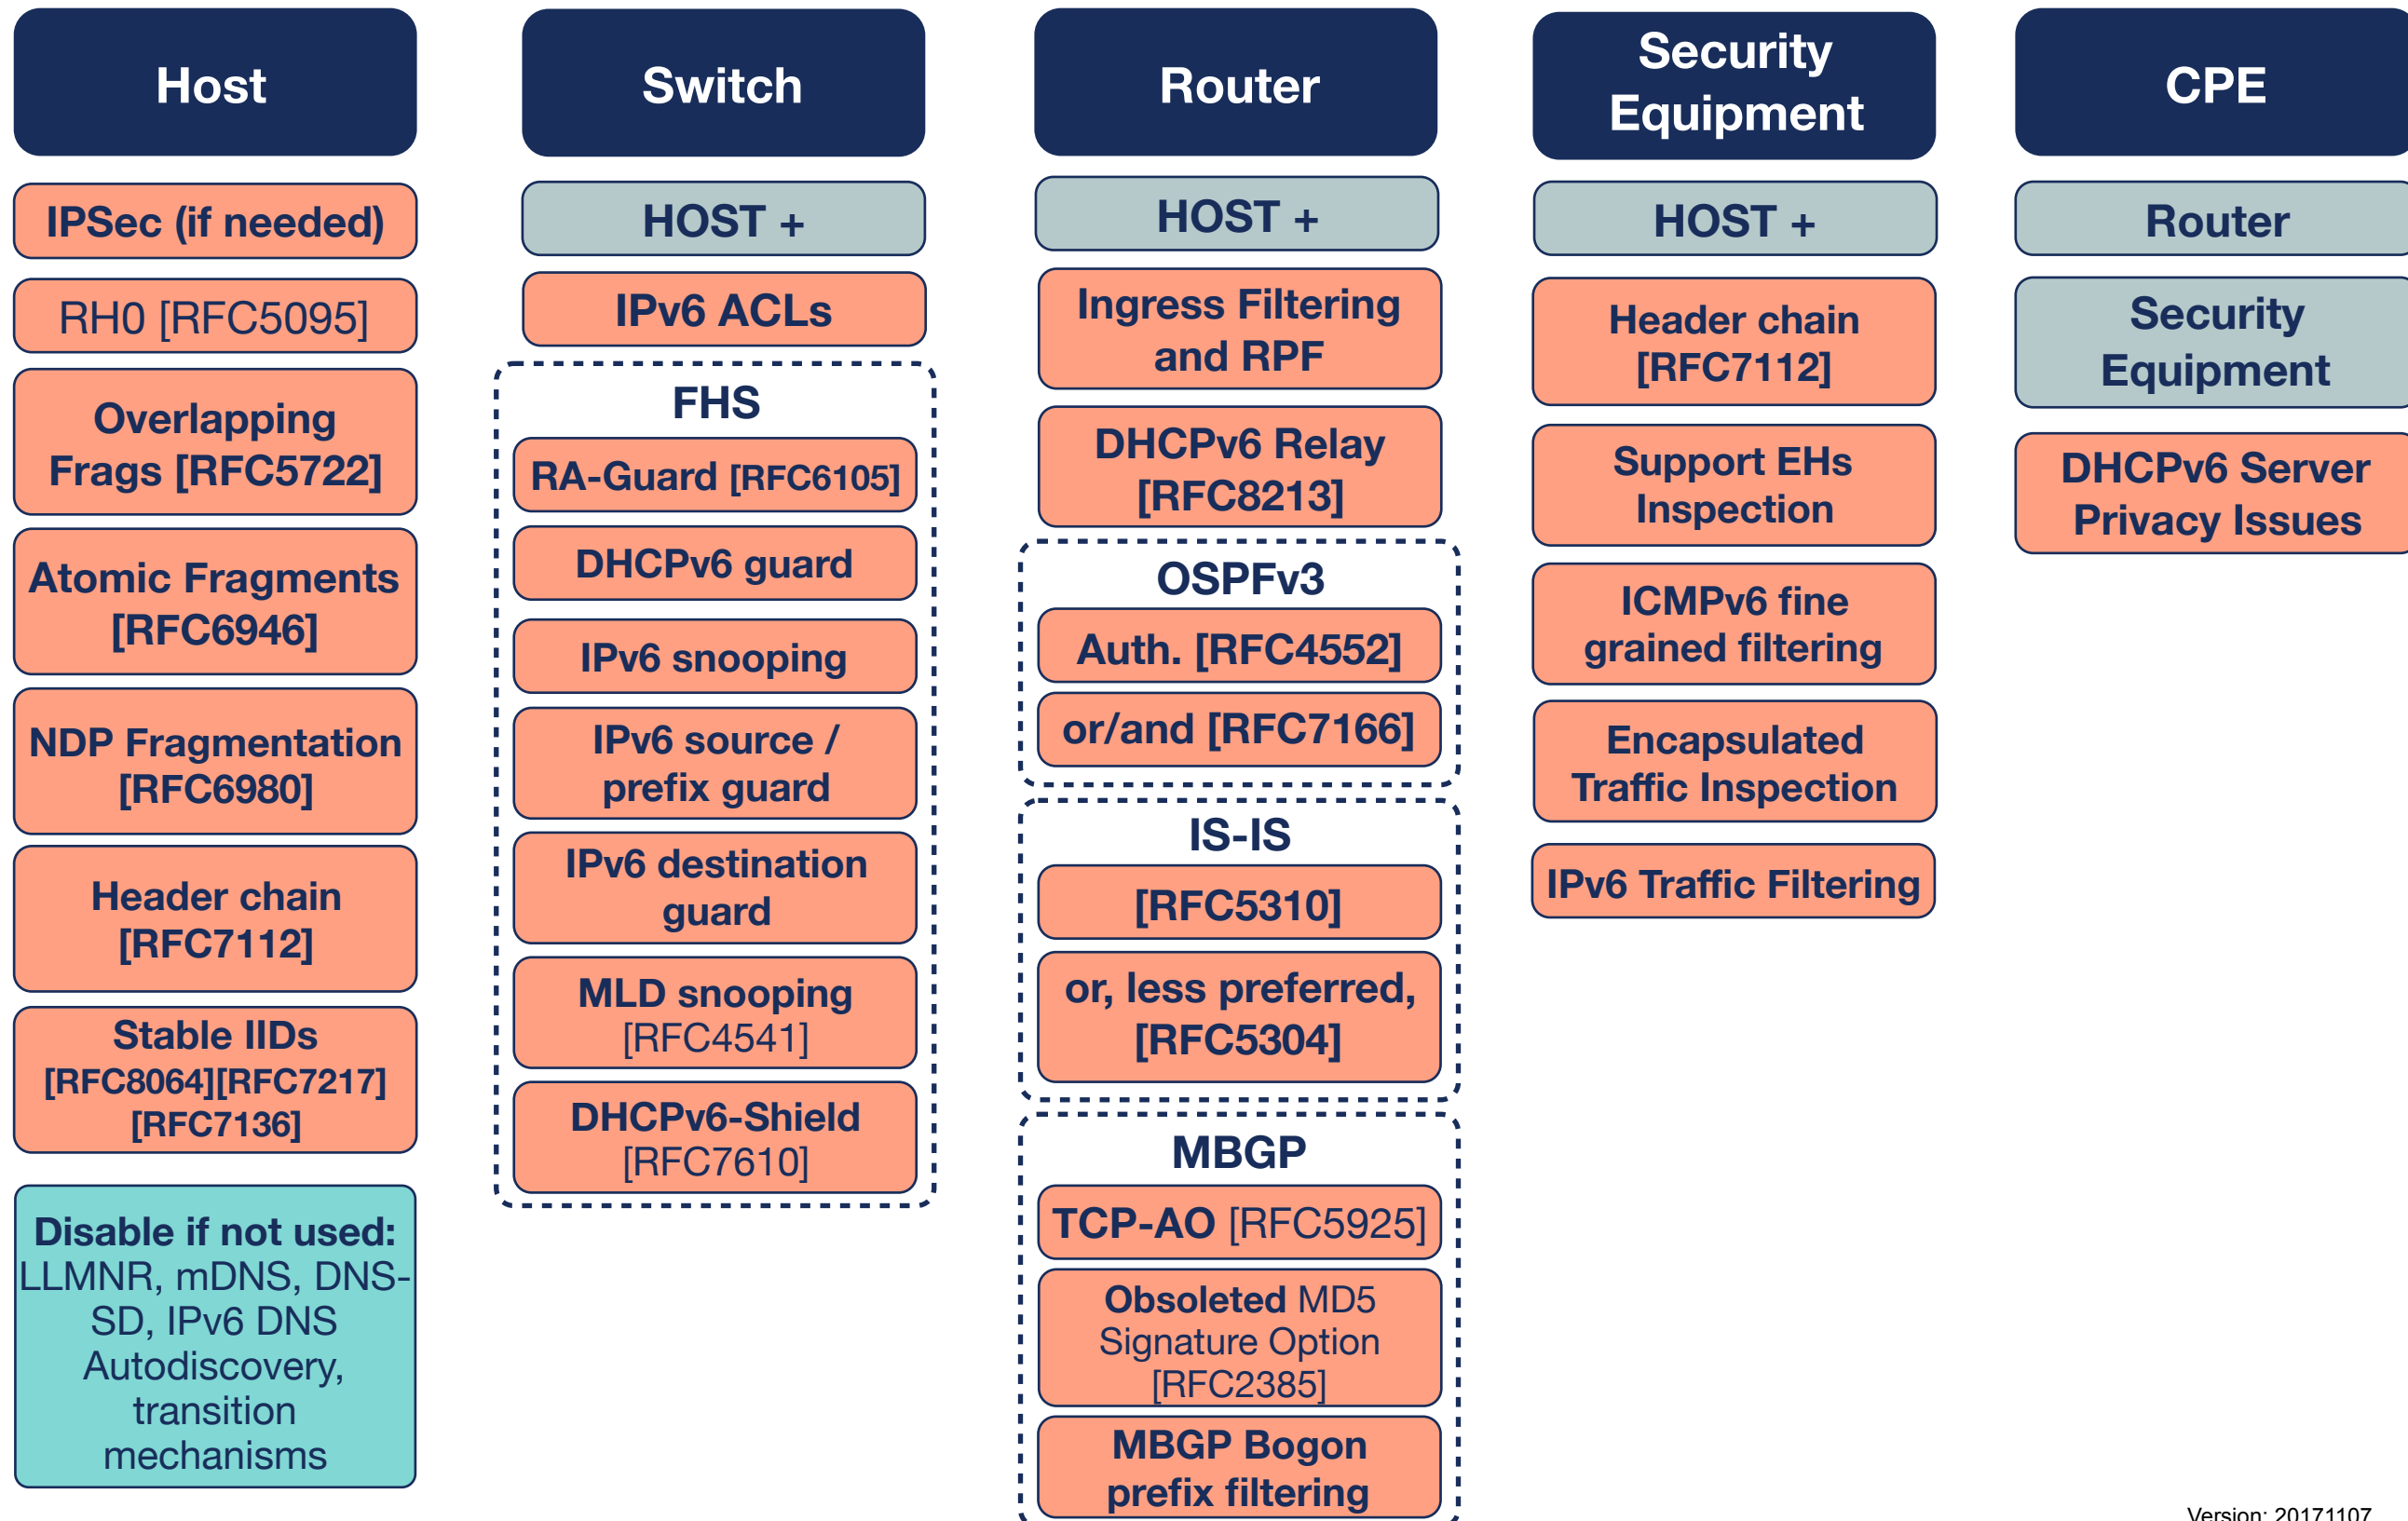 Host
IPSec (if needed)
RH0 [RFC5095]
Overlapping
Frags [RFC5722]
Atomic Fragments
[RFC6946]
NDP Fragmentation
[RFC6980]
Header chain
[RFC7112]
Stable IIDs
[RFC8064][RFC7217]
[RFC7136]
Disable if not used:
LLMNR, mDNS, DNS-
SD, IPv6 DNS
Autodiscovery,
transition
mechanisms
Switch
HOST +
IPv6 ACLs
FHS
RA-Guard [RFC6105]
DHCPv6 guard
IPv6 snooping
IPv6 source /
prefix guard
IPv6 destination
guard
MLD snooping
[RFC4541]
DHCPv6-Shield
[RFC7610]
Router
HOST +
Ingress Filtering
and RPF
DHCPv6 Relay
[RFC8213]
OSPFv3
Auth. [RFC4552]
or/and [RFC7166]
IS-IS
[RFC5310]
or, less preferred,
[RFC5304]
MBGP
TCP-AO [RFC5925]
Obsoleted MD5
Signature Option
[RFC2385]
MBGP Bogon
prefix filtering
Security
Equipment
HOST +
Header chain
[RFC7112]
Support EHs
Inspection
ICMPv6 fine
grained filtering
Encapsulated
Traffic Inspection
IPv6 Traffic Filtering
CPE
Router
Security
Equipment
DHCPv6 Server
Privacy Issues
Version: 20171107